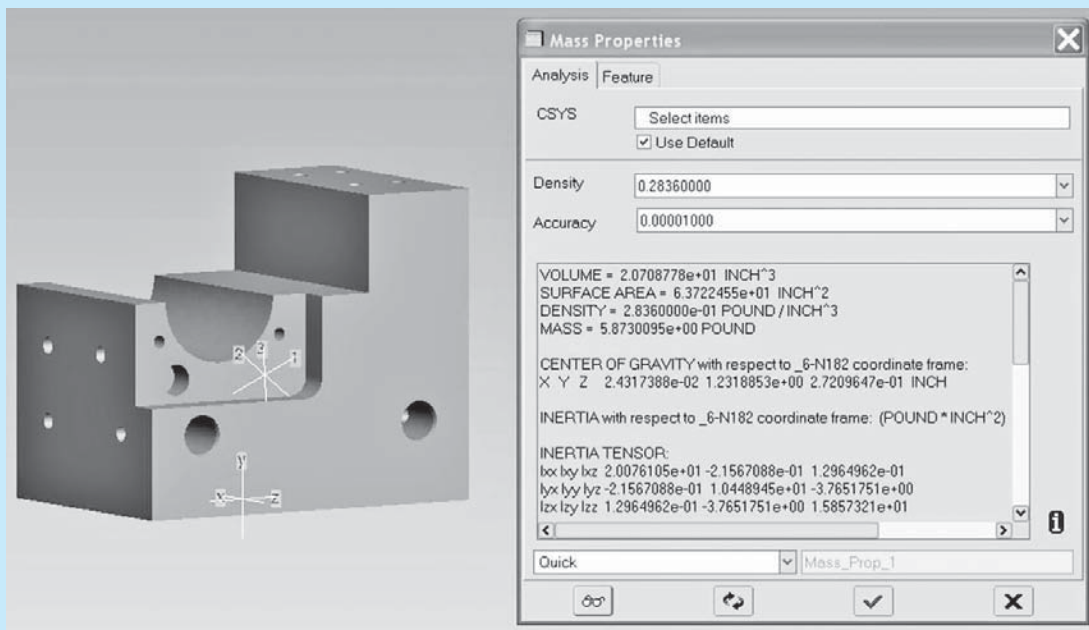 Mass Properties
Analysis Feature
CSYS
Select items
Use Default
Density 0.28360000
Accuracy 0.00001000
VOLUME = 2.0708778e+01 INCH^3
SURFACE AREA = 6.3722455e+01 INCH^2
DENSITY = 2.8360000e-01 POUND / INCH^3
MASS = 5.8730095e+00 POUND
CENTER OF GRAVITY with respect to _6-N182 coordinate frame:
X Y Z 2.4317388e-02 1.2318853e+00 2.7209647e-01 INCH
INERTIA with respect to _6-N182 coordinate frame: (POUND * INCH^2)
INERTIA TENSOR:
Ixx Ixy Ixz 2.0076105e+01 -2.1567088e-01 1.2964962e-01
Iyx Iyy Iyz -2.1567088e-01 1.0448945e+01 -3.7651751e+00
Izx Izy Izz 1.2964962e-01 -3.7651751e+00 1.5857321e+01
Quick Mass_Prop_1
2 3 1
y
x z